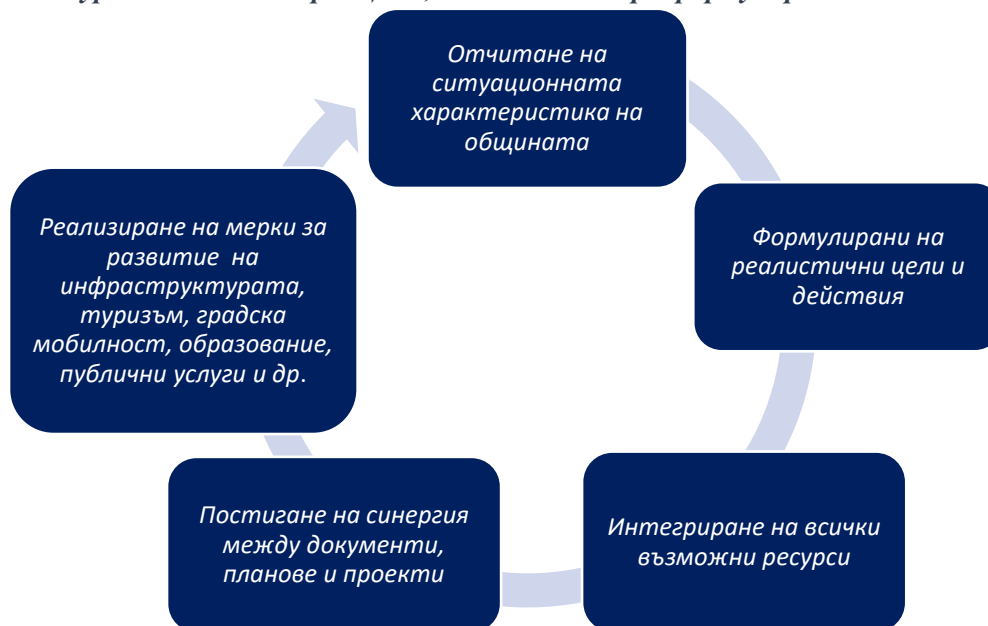 Отчитане на
ситуационната
характеристика на
общината
Формулирани на
реалистични цели и
действия
Интегриране на всички
възможни ресурси
Постигане на синергия
между документи,
планове и проекти
Реализиране на мерки за
развитие на
инфраструктурата,
туризъм, градска
мобилност, образование,
публични услуги и др.